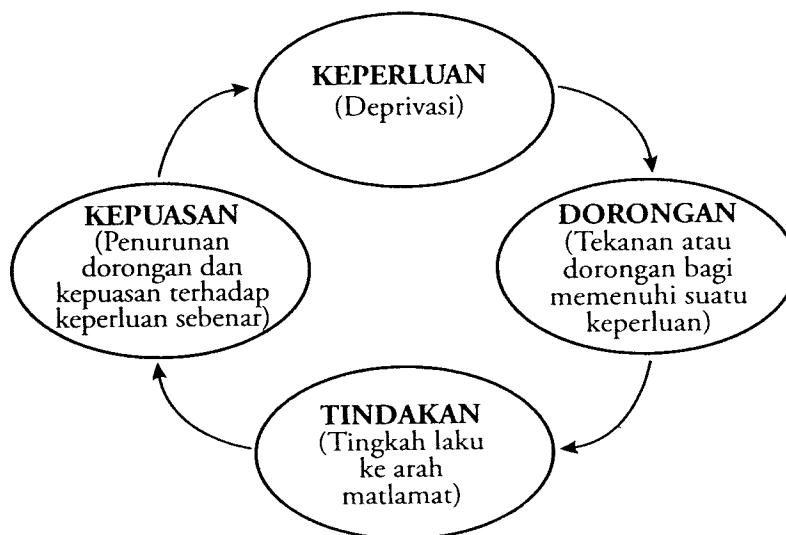 KEPERLUAN
(Deprivasi)
DORONGAN
(Tekanan atau
dorongan bagi
memenuhi suatu
keperluan)
TINDAKAN
(Tingkah laku
ke arah
matlamat)
KEPUASAN
(Penurunan
dorongan dan
kepuasan terhadap
keperluan sebenar)